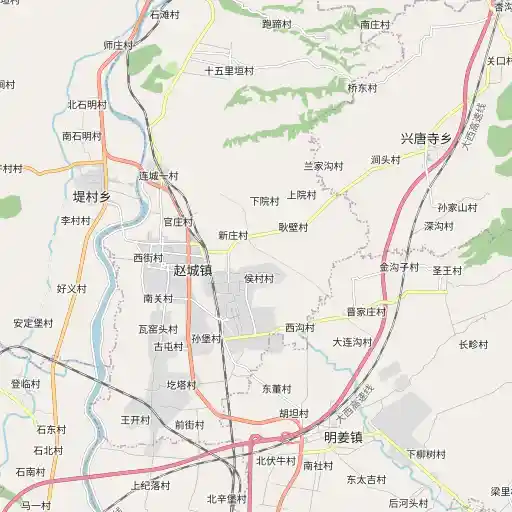 石滩村
跑蹄村
南庄村
师庄村
十五里垣村
桥东村
关口村
北石明村
南石明村
兴唐寺乡
大西高速线
兰家沟村
涧头村
连城一村
堤村乡
下院村
上院村
李村村
官庄村
新庄村
耿壁村
孙家山村
深沟村
西街村
赵城镇
侯村村
金沟子村
圣王村
好义村
南关村
安定堡村
瓦窑头村
孙堡村
西沟村
晋家庄村
古屯村
大连沟村
长畛村
登临村
圪塔村
东董村
王开村
前街村
胡坦村
大西高速线
石东村
明姜镇
石北村
北伏牛村
南社村
下柳树村
石南村
上纪落村
东太吉村
马一村
北辛堡村
后河头村